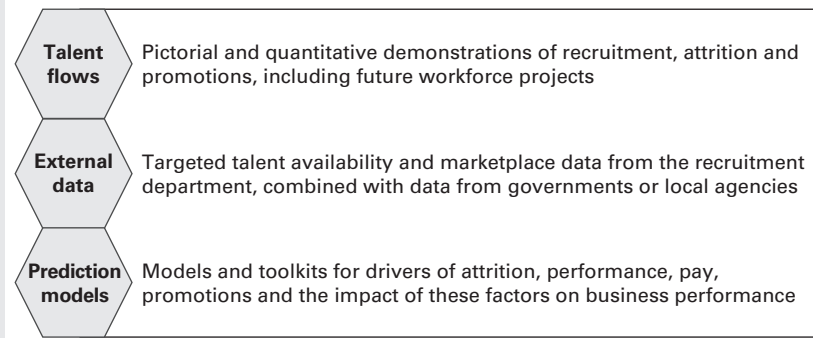 Talent
flows
Pictorial and quantitative demonstrations of recruitment, attrition and
promotions, including future workforce projects
External
data
Targeted talent availability and marketplace data from the recruitment
department, combined with data from governments or local agencies
Prediction
models
Models and toolkits for drivers of attrition, performance, pay,
promotions and the impact of these factors on business performance